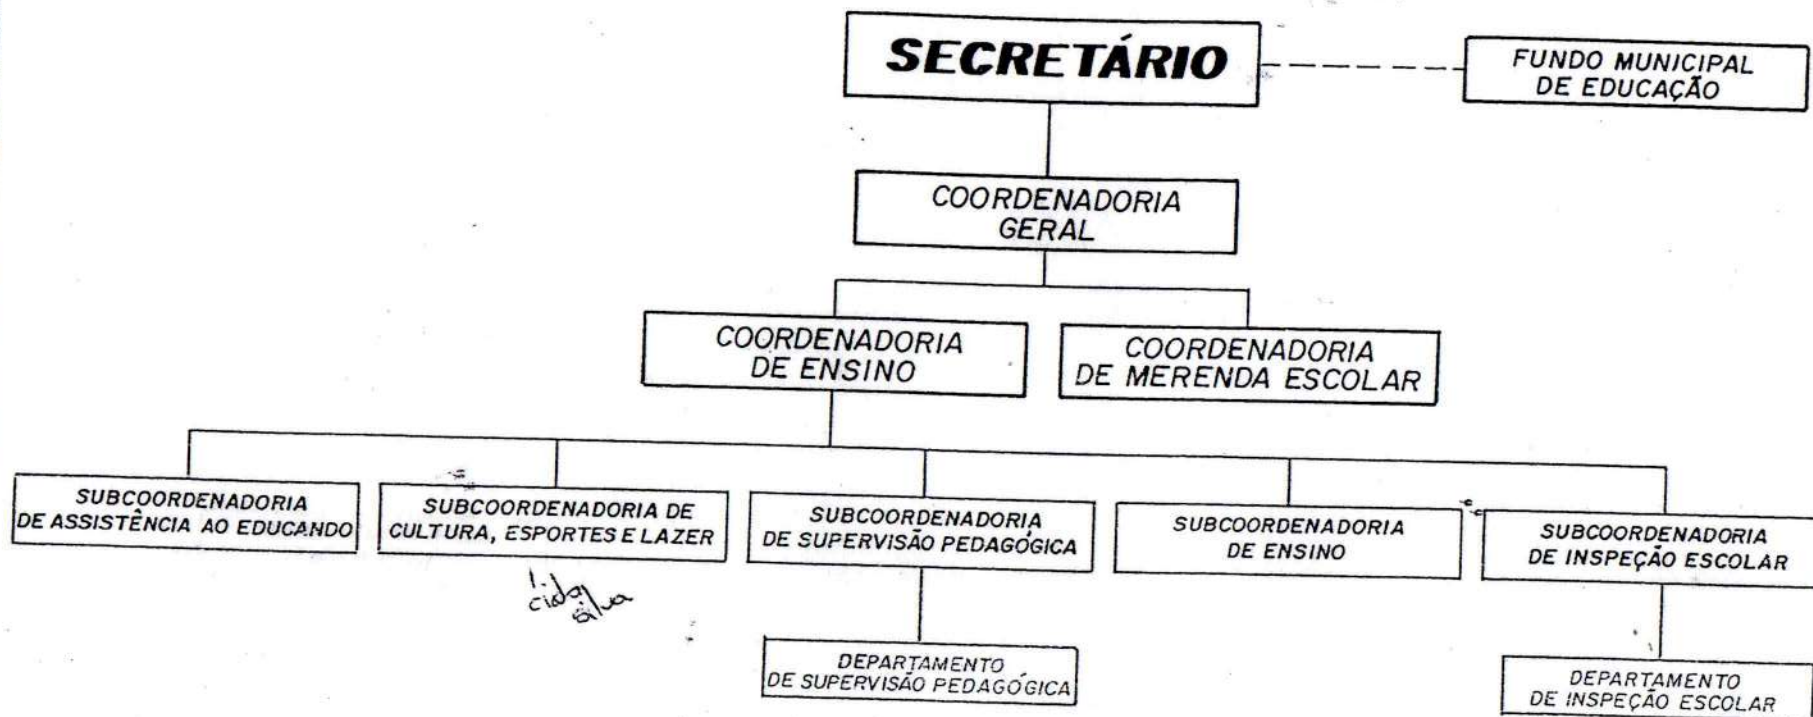 SECRETÁRIO
FUNDO MUNICIPAL
DE EDUCAÇÃO
COORDENADORIA
GERAL
COORDENADORIA
DE ENSINO
COORDENADORIA
DE MERENDA ESCOLAR
SUBCOORDENADORIA
DE ASSISTÊNCIA AO EDUCANDO
SUBCOORDENADORIA DE
CULTURA, ESPORTES E LAZER
SUBCOORDENADORIA
DE SUPERVISÃO PEDAGÓGICA
SUBCOORDENADORIA
DE ENSINO
SUBCOORDENADORIA
DE INSPEÇÃO ESCOLAR
DEPARTAMENTO
DE SUPERVISÃO PEDAGÓGICA
DEPARTAMENTO
DE INSPEÇÃO ESCOLAR